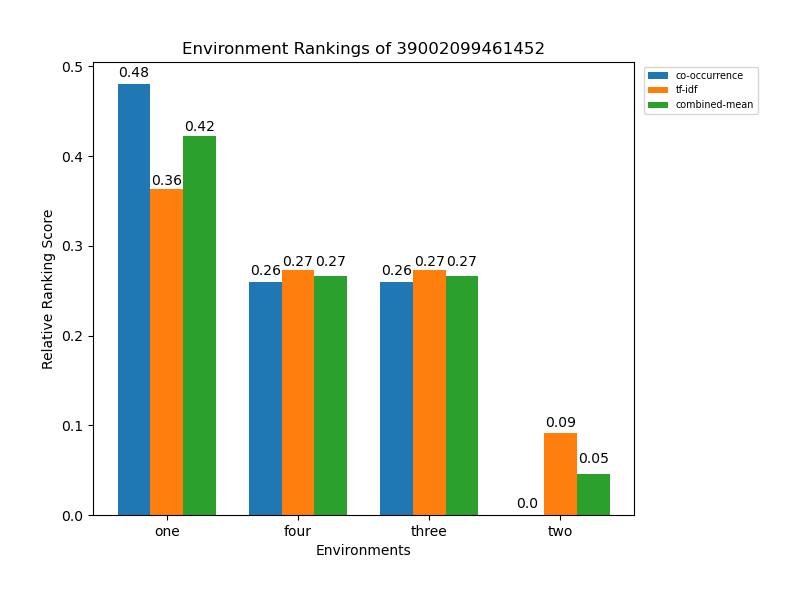 Environment Rankings of 39002099461452
co-occurrence
tf-idf
combined-mean
Relative Ranking Score
0.5
0.4
0.3
0.2
0.1
0.0
0.48
0.36
0.42
0.26
0.27
0.27
0.26
0.27
0.27
0.0
0.09
0.05
one
four
three
two
Environments